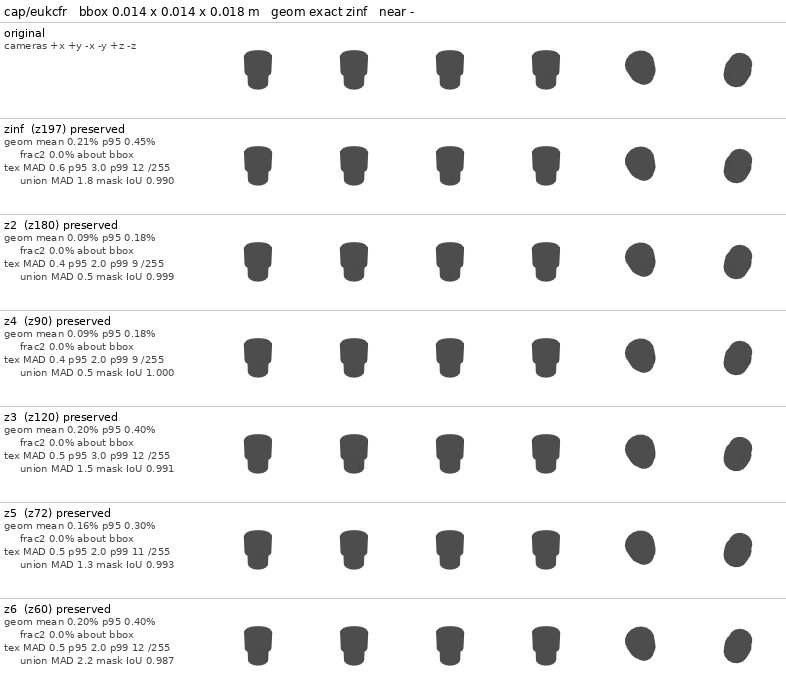 cap/eukcfr bbox 0.014 x 0.014 x 0.018 m geom exact zinf near -
original
cameras +x +y -x -y +z -z
zinf (z197) preserved
geom mean 0.21% p95 0.45%
frac2 0.0% about bbox
tex MAD 0.6 p95 3.0 p99 12 /255
union MAD 1.8 mask IoU 0.990
z2 (z180) preserved
geom mean 0.09% p95 0.18%
frac2 0.0% about bbox
tex MAD 0.4 p95 2.0 p99 9 /255
union MAD 0.5 mask IoU 0.999
z4 (z90) preserved
geom mean 0.09% p95 0.18%
frac2 0.0% about bbox
tex MAD 0.4 p95 2.0 p99 9 /255
union MAD 0.5 mask IoU 1.000
z3 (z120) preserved
geom mean 0.20% p95 0.40%
frac2 0.0% about bbox
tex MAD 0.5 p95 3.0 p99 12 /255
union MAD 1.5 mask IoU 0.991
z5 (z72) preserved
geom mean 0.16% p95 0.30%
frac2 0.0% about bbox
tex MAD 0.5 p95 2.0 p99 11 /255
union MAD 1.3 mask IoU 0.993
z6 (z60) preserved
geom mean 0.20% p95 0.40%
frac2 0.0% about bbox
tex MAD 0.5 p95 2.0 p99 12 /255
union MAD 2.2 mask IoU 0.987